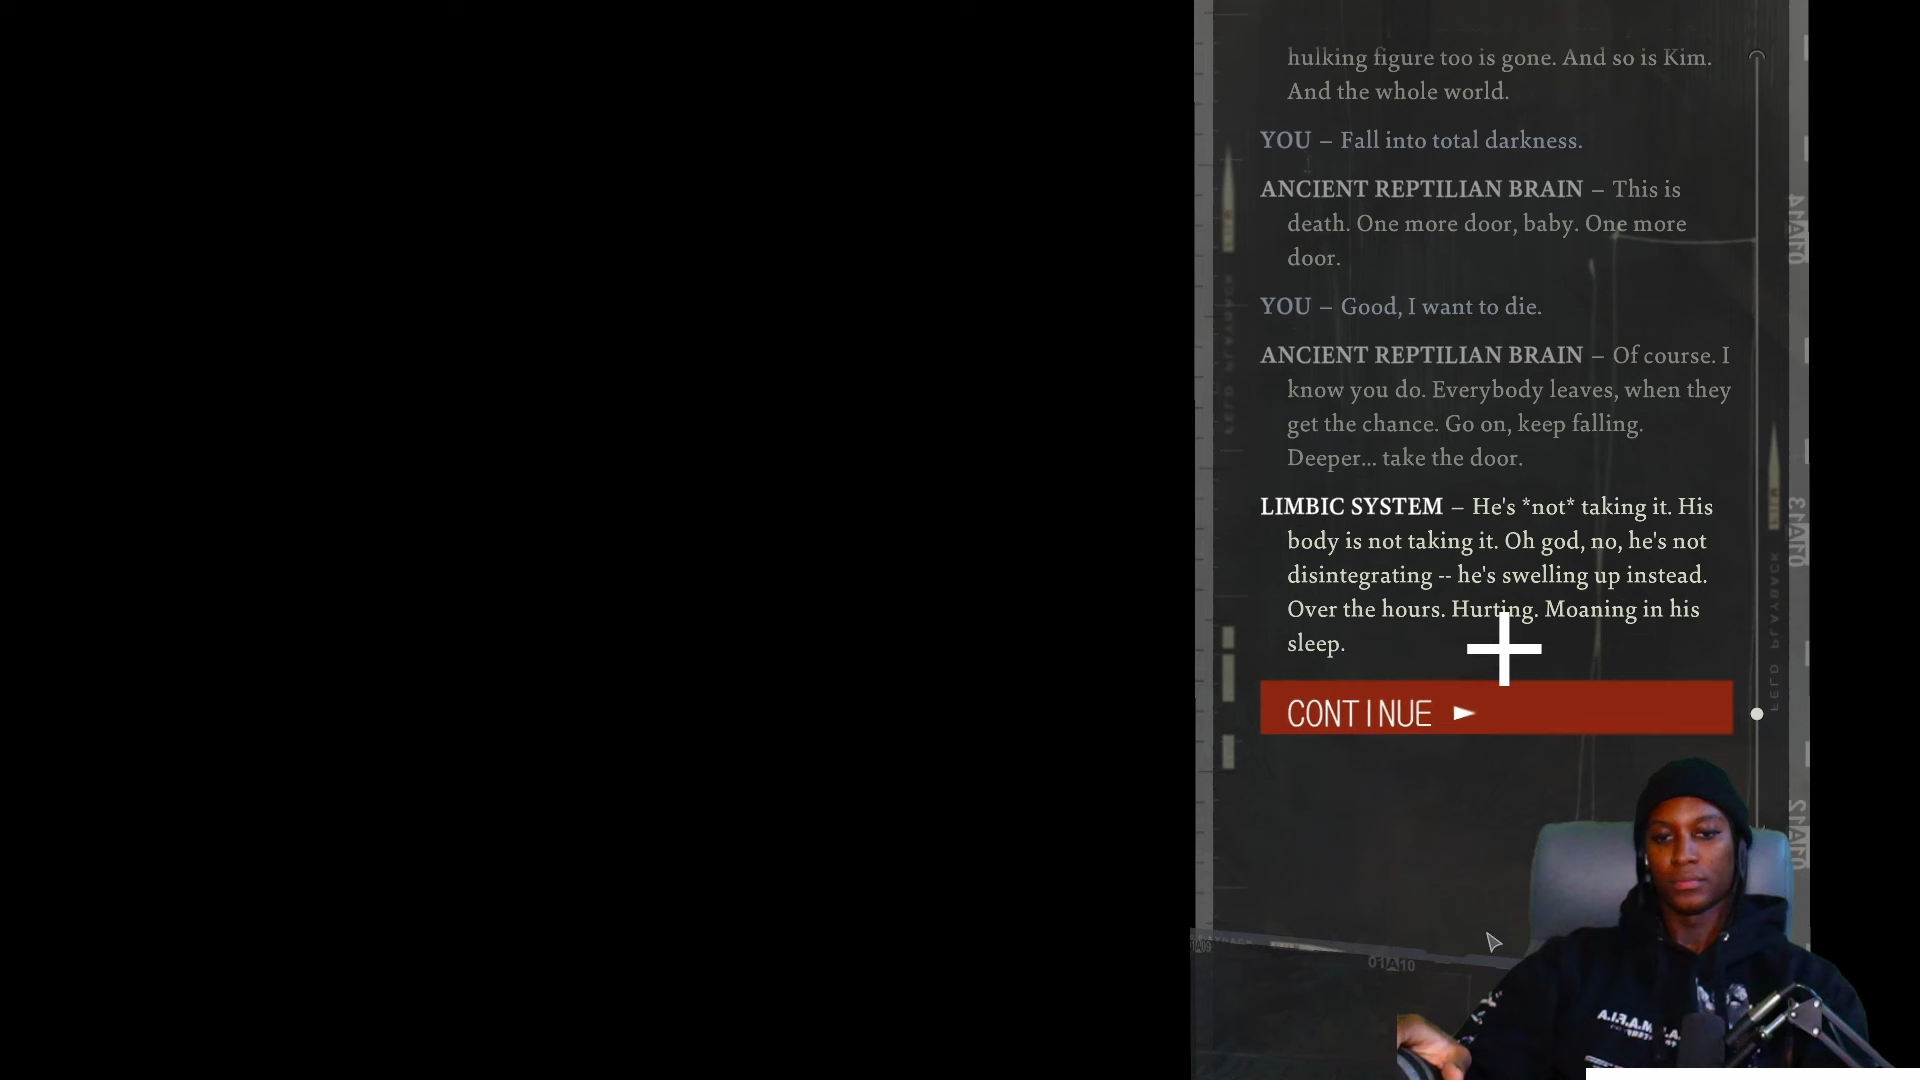 hulking figure too is gone. And so is Kim.
And the whole world.
YOU – Fall into total darkness.
ANCIENT REPTILIAN BRAIN – This is
death. One more door, baby. One more
door.
YOU – Good, I want to die.
ANCIENT REPTILIAN BRAIN – Of course. I
know you do. Everybody leaves, when they
get the chance. Go on, keep falling.
Deeper... take the door.
LIMBIC SYSTEM – He's *not* taking it. His
body is not taking it. Oh god, no, he's not
disintegrating -- he's swelling up instead.
Over the hours. Hurting. Moaning in his
sleep.
CONTINUE ►
01A10